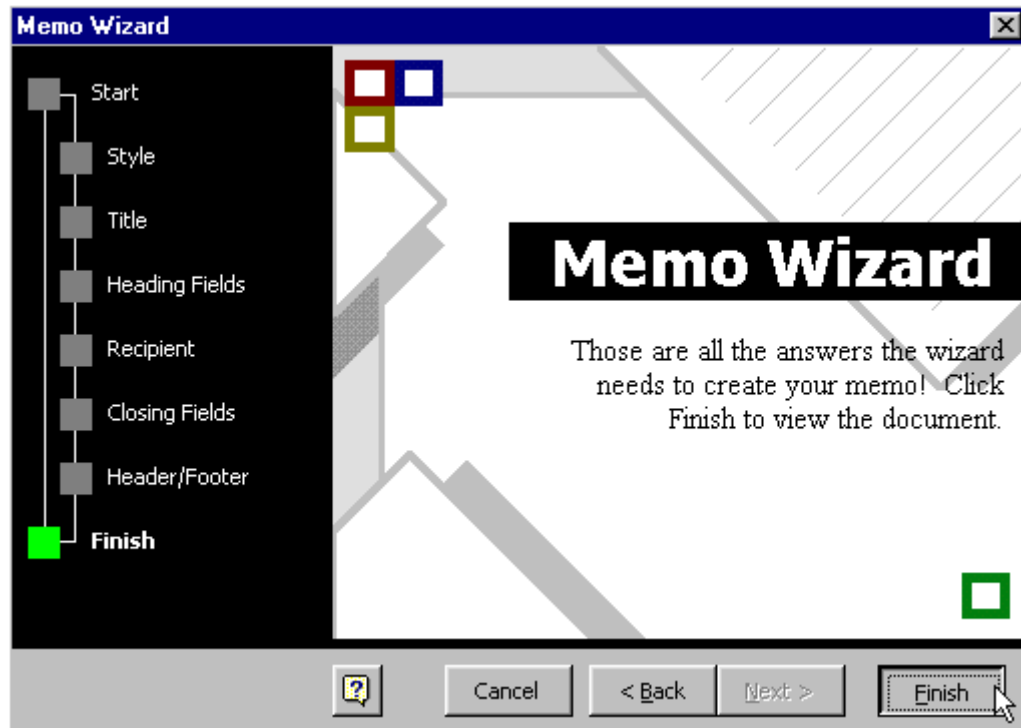 Memo Wizard
Start
Style
Title
Heading Fields
Recipient
Closing Fields
Header/Footer
Finish
Memo Wizard
Those are all the answers the wizard
needs to create your memo!  Click
Finish to view the document.
?
Cancel
< Back
Next >
Finish